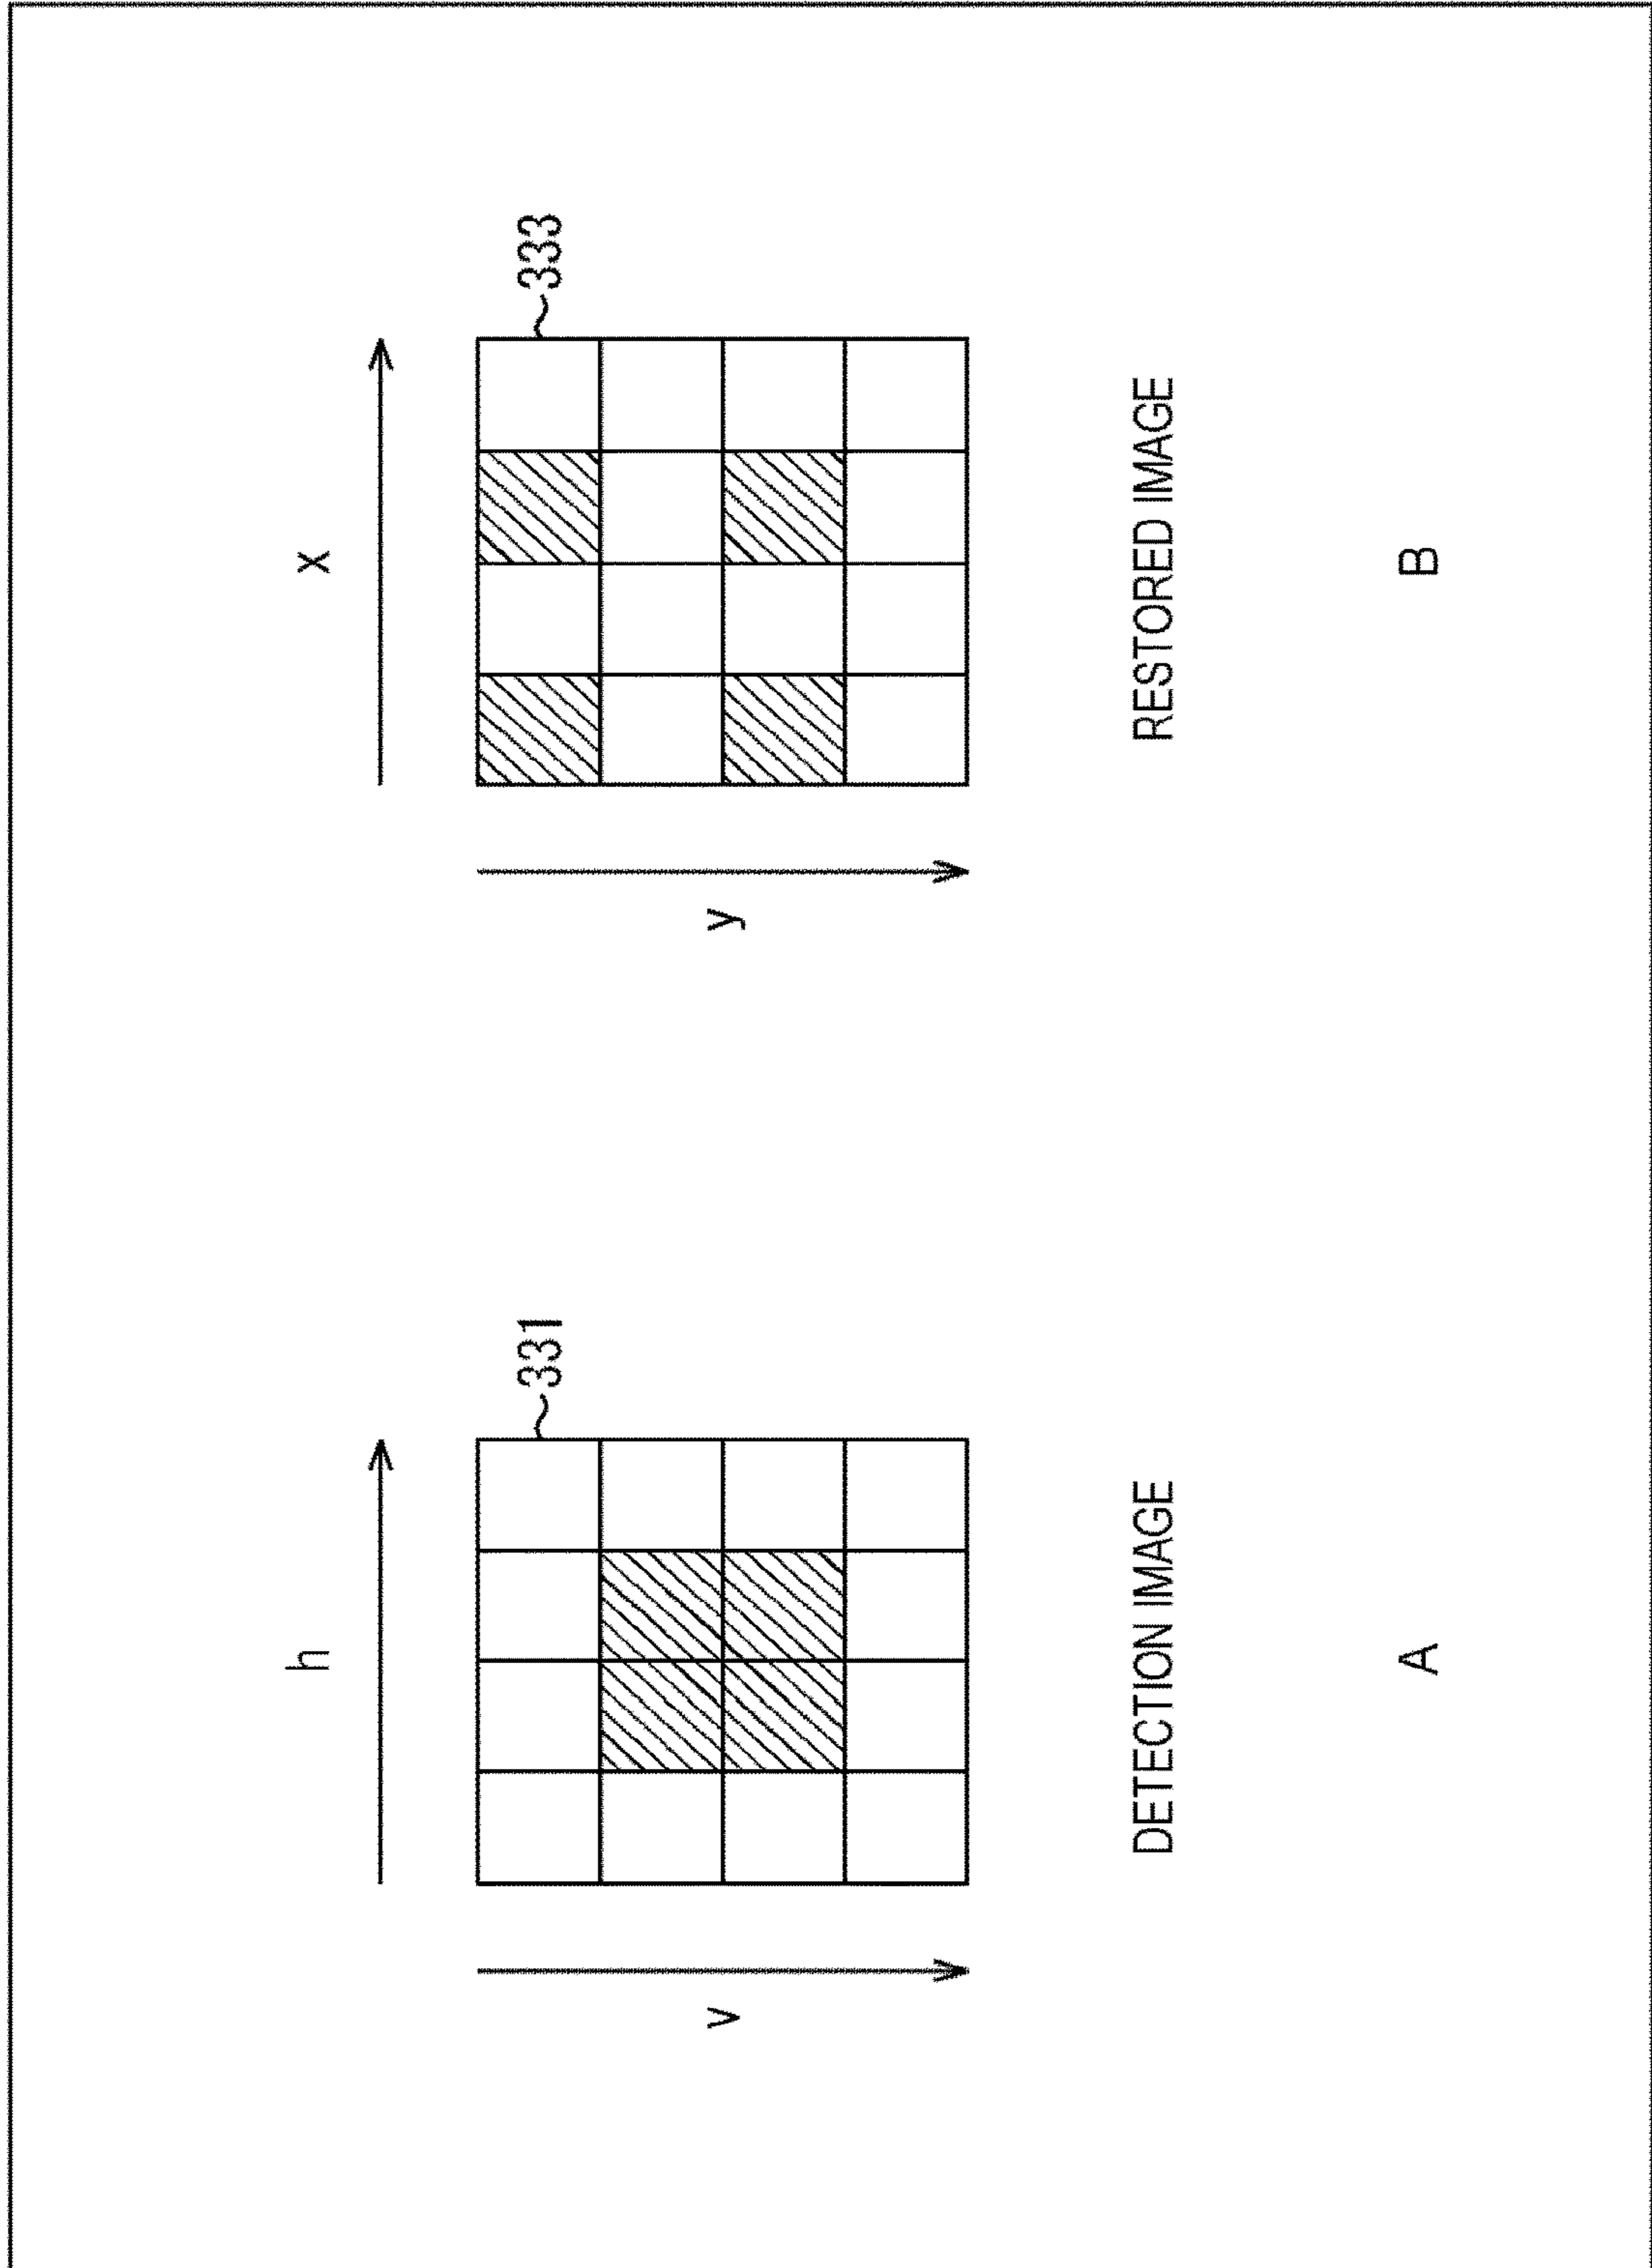 h
331
v
DETECTION IMAGE
A
x
333
y
RESTORED IMAGE
B